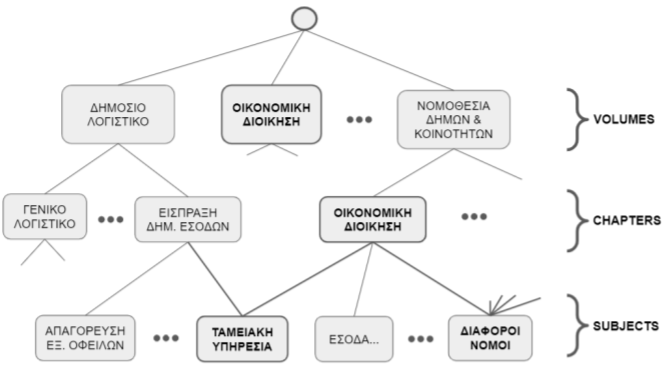 ΔΗΜΟΣΙΟ
ΛΟΓΙΣΤΙΚΟ
ΟΙΚΟΝΟΜΙΚΗ
ΔΙΟΙΚΗΣΗ
ΝΟΜΟΘΕΣΙΑ
ΔΗΜΩΝ &
ΚΟΙΝΟΤΗΤΩΝ
VOLUMES
ΓΕΝΙΚΟ
ΛΟΓΙΣΤΙΚΟ
ΕΙΣΠΡΑΞΗ
ΔΗΜ. ΕΣΟΔΩΝ
ΟΙΚΟΝΟΜΙΚΗ
ΔΙΟΙΚΗΣΗ
CHAPTERS
ΑΠΑΓΟΡΕΥΣΗ
ΕΞ. ΟΦΕΙΛΩΝ
ΤΑΜΕΙΑΚΗ
ΥΠΗΡΕΣΙΑ
ΕΣΟΔΑ...
ΔΙΑΦΟΡΟΙ
ΝΟΜΟΙ
SUBJECTS